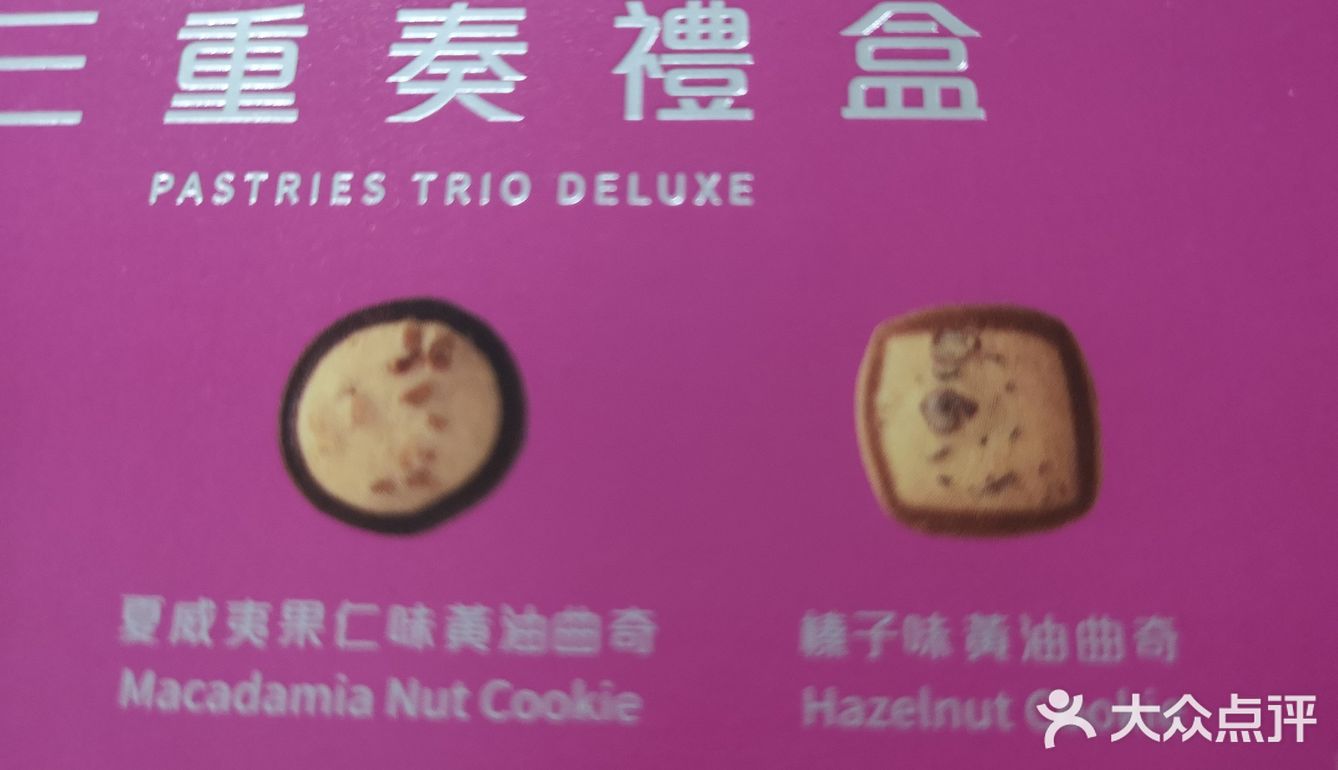 三重奏禮盒
PASTRIES TRIO DELUXE
夏威夷果仁味黃油曲奇
Macadamia Nut Cookie
榛子味黃油曲奇
Hazelnut Cookie
大众点评